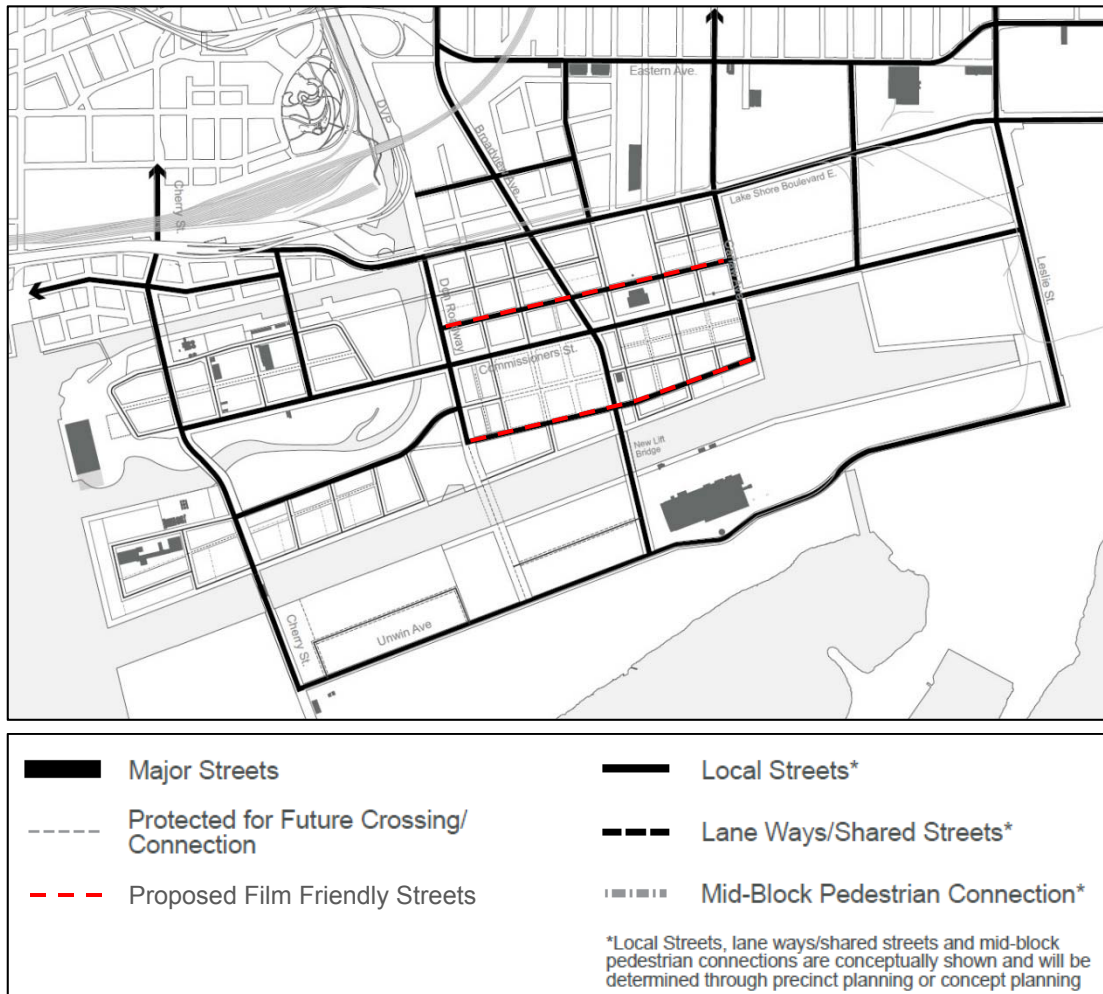 Eastern Ave.
DVP
Broadview Ave
Cherry St.
Lake Shore Boulevard E.
Don Roadway
Leslie St.
Commissioners St.
New Lift
Bridge
Cherry St.
Unwin Ave
Major Streets
Protected for Future Crossing/
Connection
Proposed Film Friendly Streets
Local Streets*
Lane Ways/Shared Streets*
Mid-Block Pedestrian Connection*
*Local Streets, lane ways/shared streets and mid-block
pedestrian connections are conceptually shown and will be
determined through precinct planning or concept planning